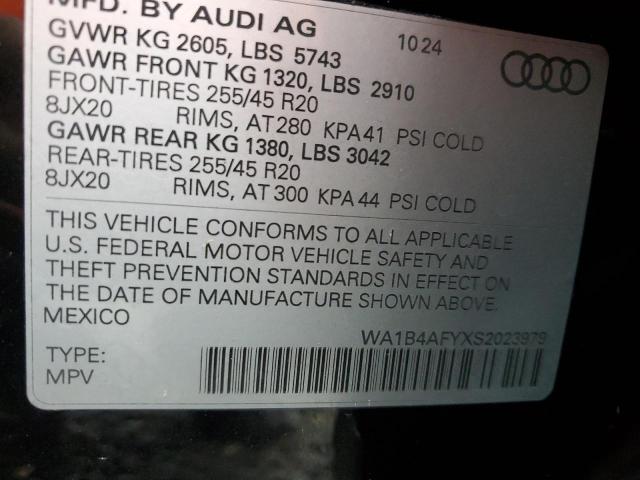 MFD. BY AUDI AG
GVWR KG 2605, LBS 5743 10 24
GAWR FRONT KG 1320, LBS 2910
FRONT-TIRES 255/45 R20
8JX20 RIMS, AT 280 KPA 41 PSI COLD
GAWR REAR KG 1380, LBS 3042
REAR-TIRES 255/45 R20
8JX20 RIMS, AT 300 KPA 44 PSI COLD
THIS VEHICLE CONFORMS TO ALL APPLICABLE
U.S. FEDERAL MOTOR VEHICLE SAFETY AND
THEFT PREVENTION STANDARDS IN EFFECT ON
THE DATE OF MANUFACTURE SHOWN ABOVE.
MEXICO
WA1B4AFYXS2023979
TYPE:
MPV